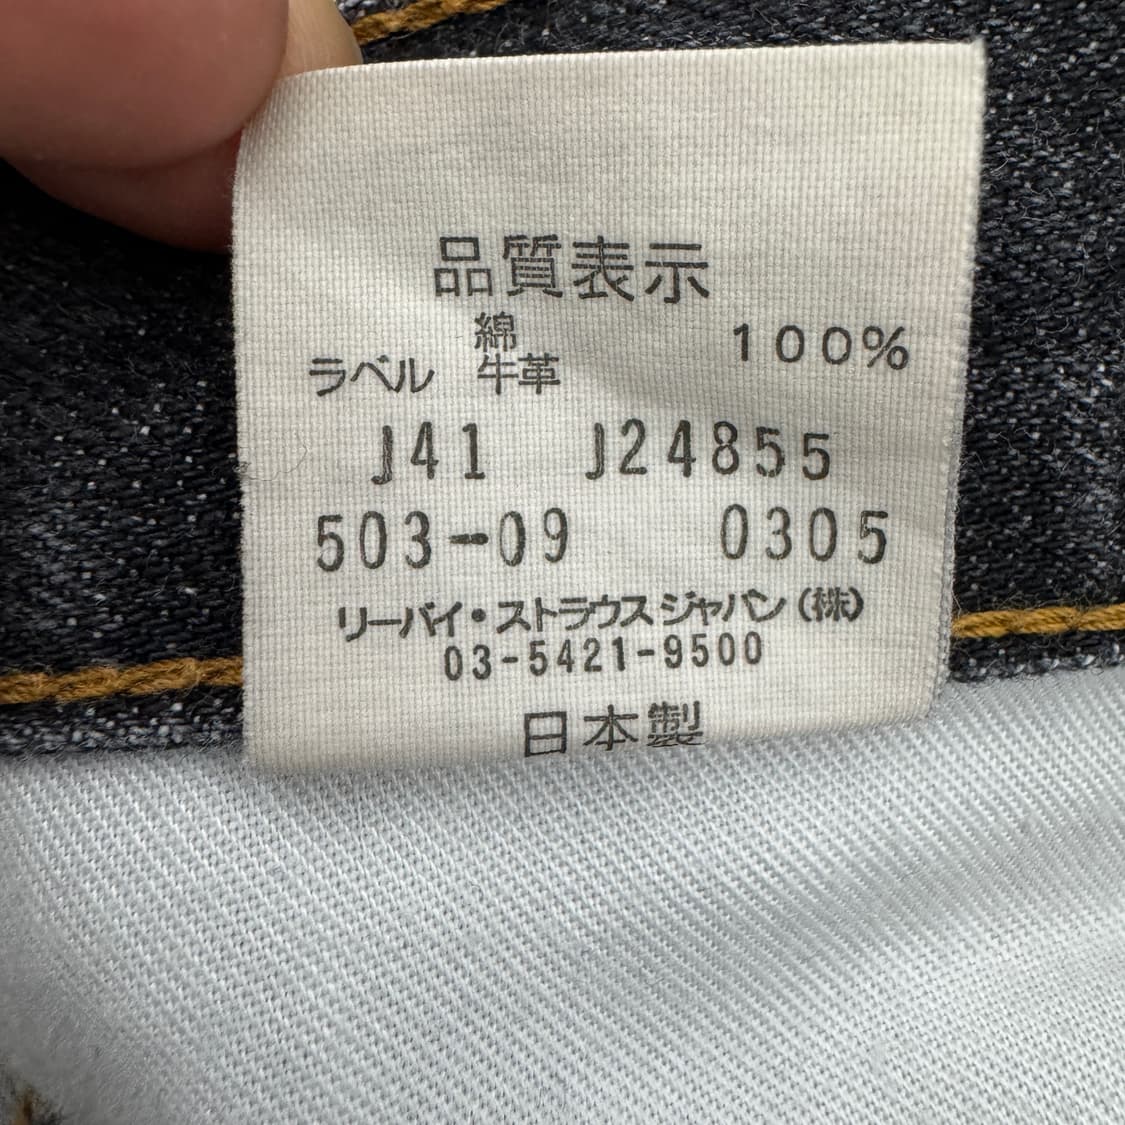 品質表示
綿 100%
ラベル 牛革
J41 J24855
503-09 0305
リーバイ・ストラウスジャパン(株)
03-5421-9500
日本製